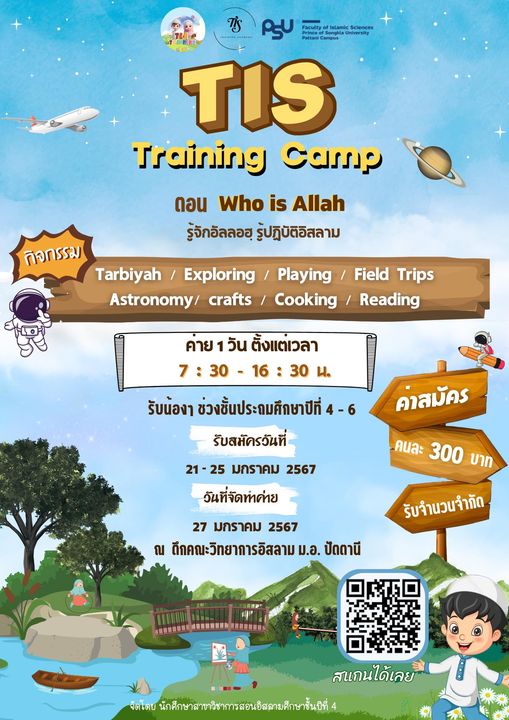 TIS
PSU
Faculty of Islamic Sciences
Prince of Songkla University
Pattani Campus
TIS
Training Camp
ตอน Who is Allah
รู้จักอัลลอฮฺ รู้ปฏิบัติอิสลาม
กิจกรรม
Tarbiyah / Exploring / Playing / Field Trips
Astronomy/ crafts / Cooking / Reading
ค่าย 1 วัน ตั้งแต่เวลา
7 : 30 - 16 : 30 น.
รับน้องๆ ช่วงชั้นประถมศึกษาปีที่ 4 - 6
ค่าสมัคร
คนละ 300 บาท
รับจำนวนจำกัด
รับสมัครวันที่
21 - 25 มกราคม 2567
วันที่จัดทำค่าย
27 มกราคม 2567
ณ ตึกคณะวิทยาการอิสลาม ม.อ. ปัตตานี
สแกนได้เลย
จัดโดย นักศึกษาสาขาวิชาการสอนอิสลามศึกษาชั้นปีที่ 4